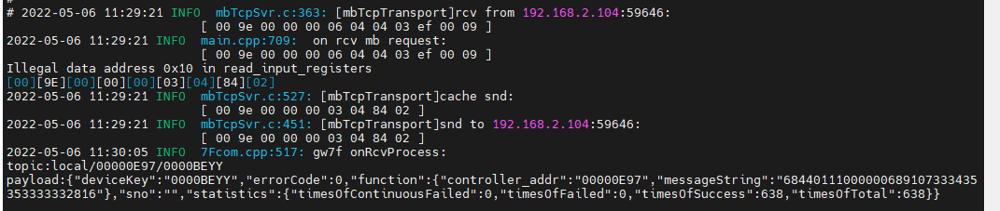 #
# 2022-05-06 11:29:21 INFO  mbTcpSvr.c:363: [mbTcpTransport]rcv from 192.168.2.104:59646:
[ 00 9e 00 00 00 06 04 04 03 ef 00 09 ]
2022-05-06 11:29:21 INFO  main.cpp:709:  on rcv mb request:
[ 00 9e 00 00 00 06 04 04 03 ef 00 09 ]
Illegal data address 0x10 in read_input_registers
[00][9E][00][00][00][03][04][84][02]
2022-05-06 11:29:21 INFO  mbTcpSvr.c:527: [mbTcpTransport]cache snd:
[ 00 9e 00 00 00 03 04 84 02 ]
2022-05-06 11:29:21 INFO  mbTcpSvr.c:451: [mbTcpTransport]snd to 192.168.2.104:59646:
[ 00 9e 00 00 00 03 04 84 02 ]
2022-05-06 11:30:05 INFO  7Fcom.cpp:517: gw7f onRcvProcess:
topic:local/00000E97/0000BEYY
payload:{"deviceKey":"0000BEYY","errorCode":0,"function":{"controller_addr":"00000E97","messageString":"6844011100000068910733343​5
353333332816"},"sno":"","statistics":{"timesOfContinuousFailed":0,"timesOfFailed":0,"timesOfSuccess":638,"timesOfTotal":638}}